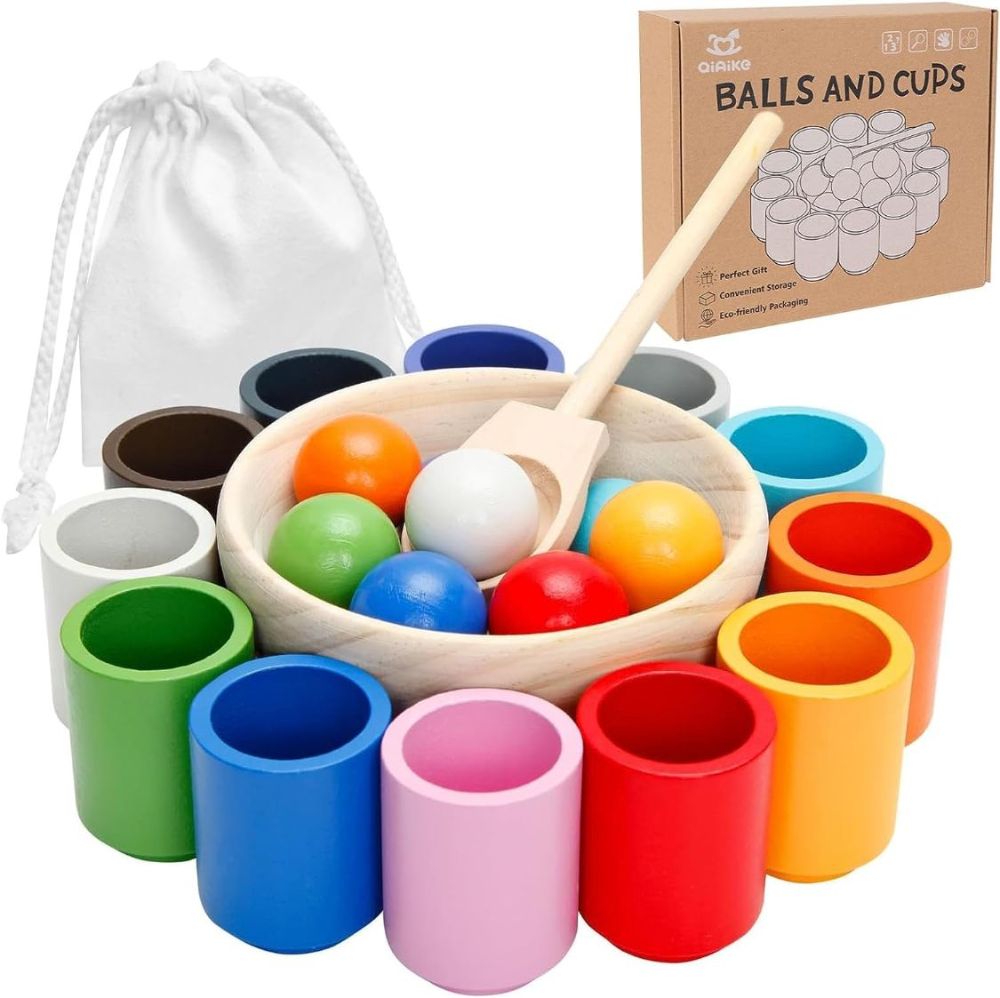 QiAike
BALLS AND CUPS
Perfect Gift
Convenient Storage
Eco-friendly Packaging